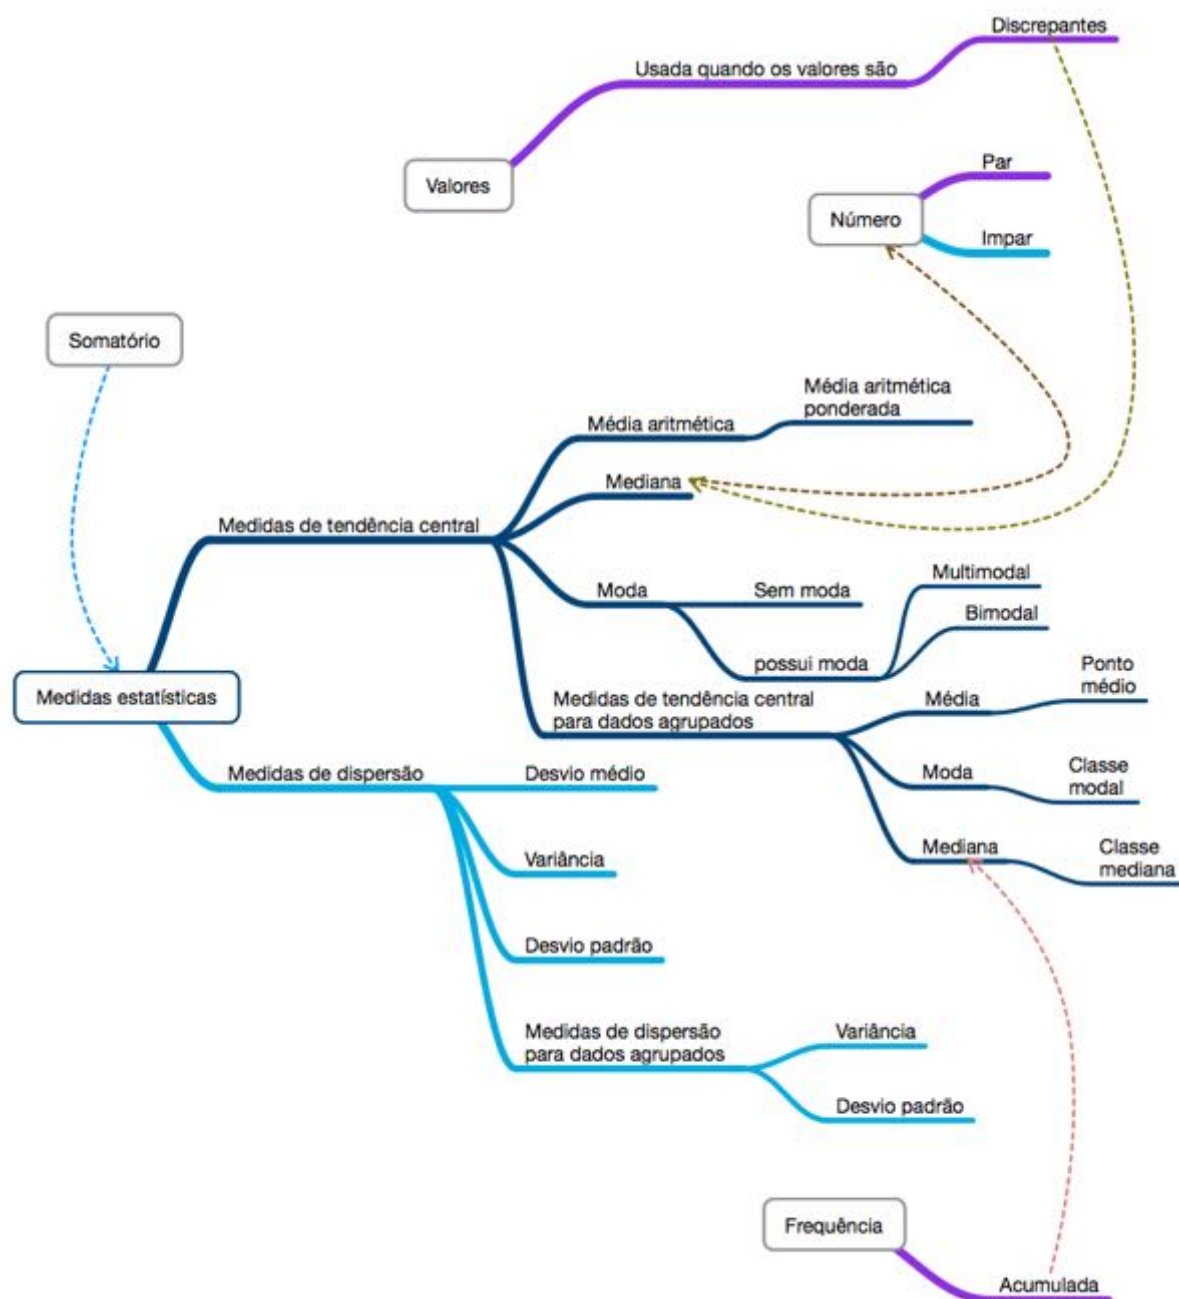 Discrepantes
Usada quando os valores são
Valores
Par
Número
Impar
Somatório
Média aritmética
ponderada
Média aritmética
Mediana
Medidas de tendência central
Moda
Sem moda
Multimodal
Bimodal
possui moda
Medidas estatísticas
Medidas de tendência central
para dados agrupados
Média
Ponto
médio
Moda
Classe
modal
Mediana
Classe
mediana
Medidas de dispersão
Desvio médio
Variância
Desvio padrão
Medidas de dispersão
para dados agrupados
Variância
Desvio padrão
Frequência
Acumulada